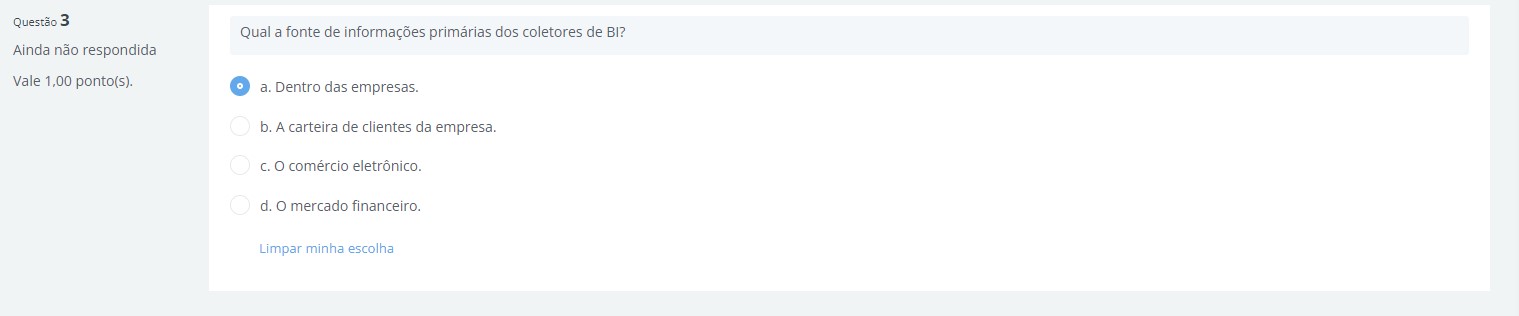 Questão 3
Ainda não respondida
Vale 1,00 ponto(s).
Qual a fonte de informações primárias dos coletores de BI?
a. Dentro das empresas.
b. A carteira de clientes da empresa.
c. O comércio eletrônico.
d. O mercado financeiro.
Limpar minha escolha